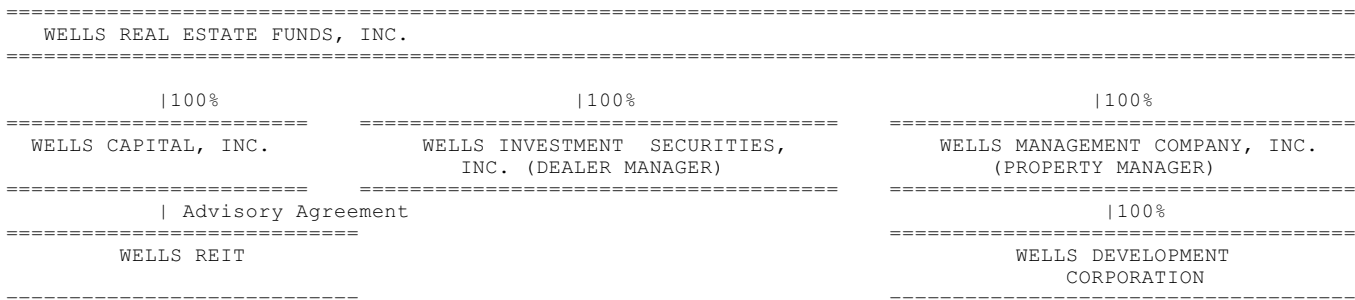 ====================================================================================================
WELLS REAL ESTATE FUNDS, INC.
====================================================================================================
|100% |100% |100%
======================== ====================================== =====================================
WELLS CAPITAL, INC. WELLS INVESTMENT SECURITIES, WELLS MANAGEMENT COMPANY, INC.
INC. (DEALER MANAGER) (PROPERTY MANAGER)
======================== ====================================== =====================================
| Advisory Agreement |100%
============================ =====================================
WELLS REIT WELLS DEVELOPMENT
CORPORATION
---------------------------- -------------------------------------